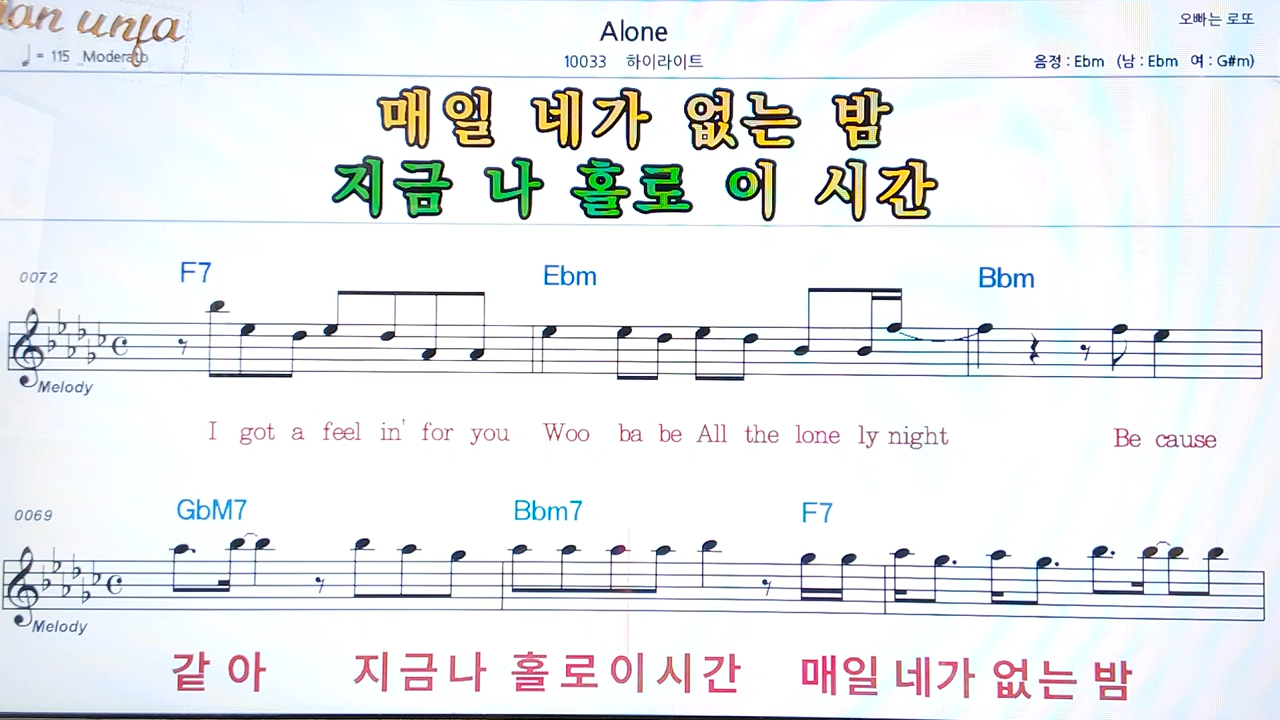 오빠는 로또
Alone
♩ = 115 Moderato
10033 하이라이트
음정 : Ebm (남 : Ebm 여 : G#m)
매일 네가 없는 밤
지금 나 홀로 이 시간
0072 F7 Ebm Bbm
Melody
I got a feel in' for you Woo ba be All the lone ly night Be cause
0069 GbM7 Bbm7 F7
Melody
같 아 지금나 홀로이시간 매일 네가 없는 밤